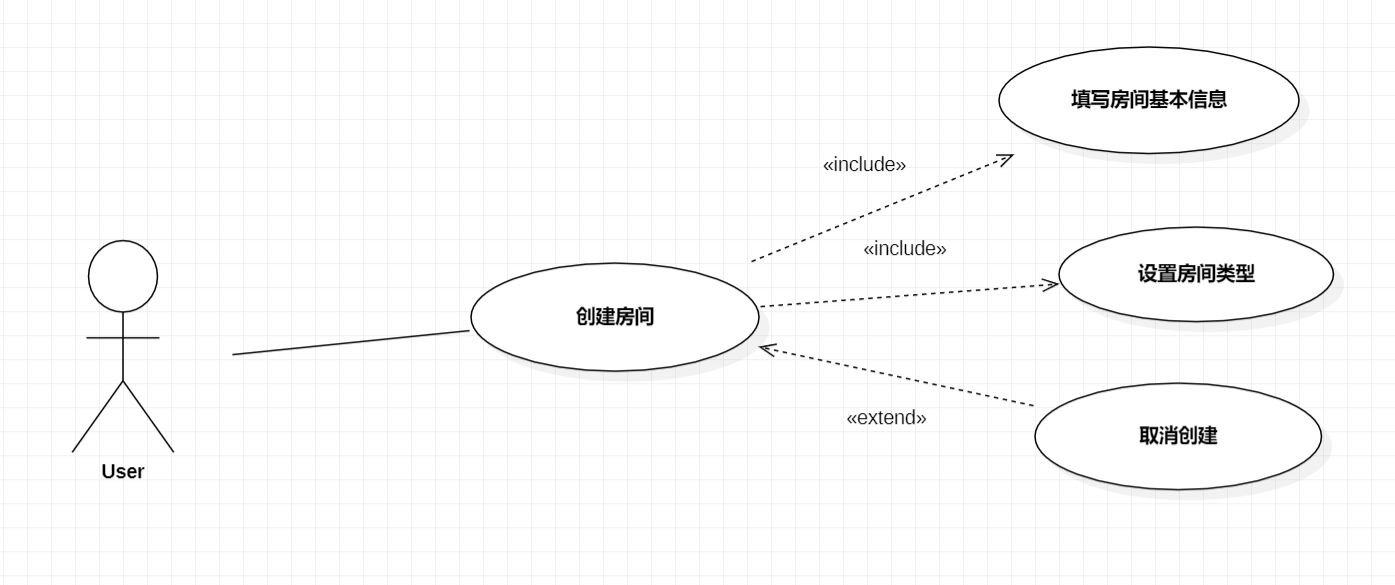 填写房间基本信息
«include»
«include»
设置房间类型
创建房间
«extend»
取消创建
User